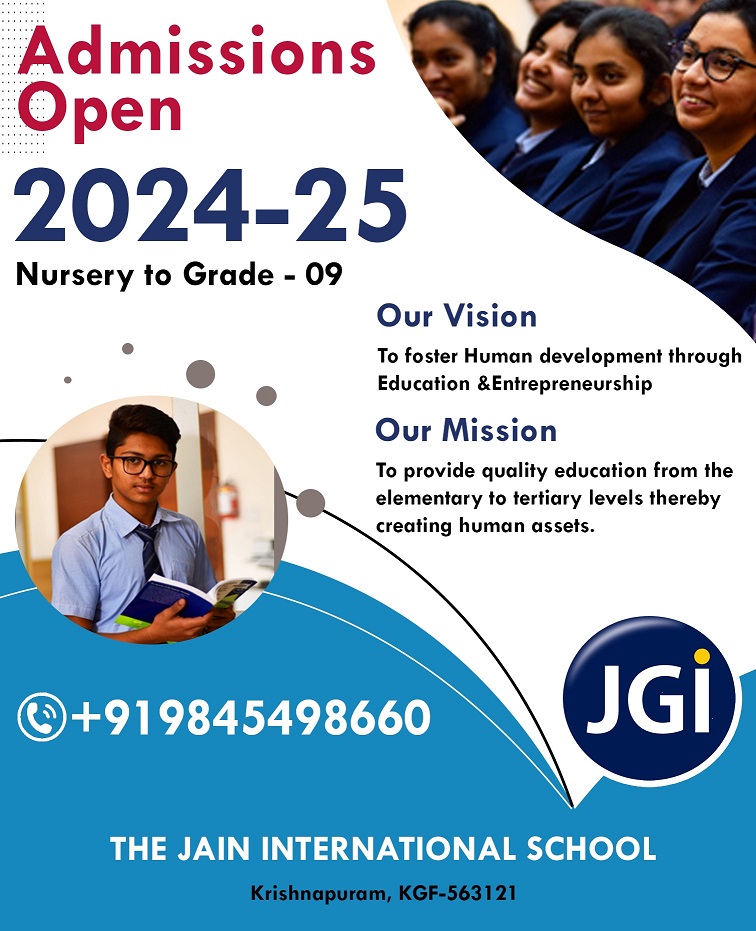 Admissions
Open
2024-25
Nursery to Grade - 09
Our Vision
To foster Human development through
Education &Entrepreneurship
Our Mission
To provide quality education from the
elementary to tertiary levels thereby
creating human assets.
+919845498660
JGi
THE JAIN INTERNATIONAL SCHOOL
Krishnapuram, KGF-563121